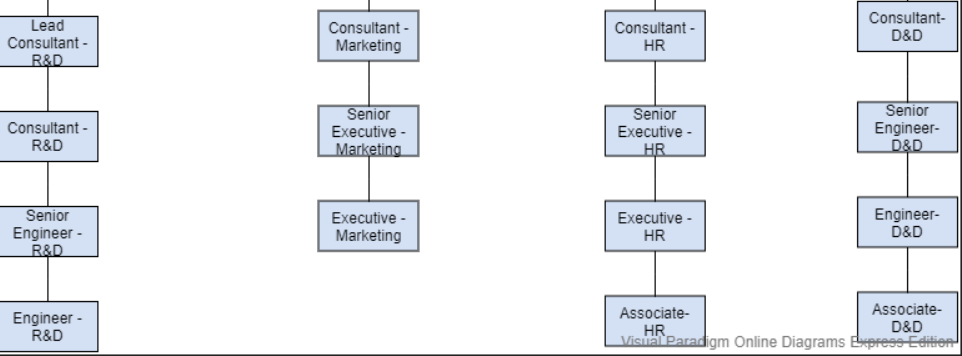 Lead
Consultant -
R&D
Consultant -
R&D
Senior
Engineer -
R&D
Engineer -
R&D
Consultant -
Marketing
Senior
Executive -
Marketing
Executive -
Marketing
Consultant -
HR
Senior
Executive -
HR
Executive -
HR
Associate-
HR
Consultant-
D&D
Senior
Engineer-
D&D
Engineer-
D&D
Associate-
D&D
Visual Paradigm Online Diagrams Express Edition